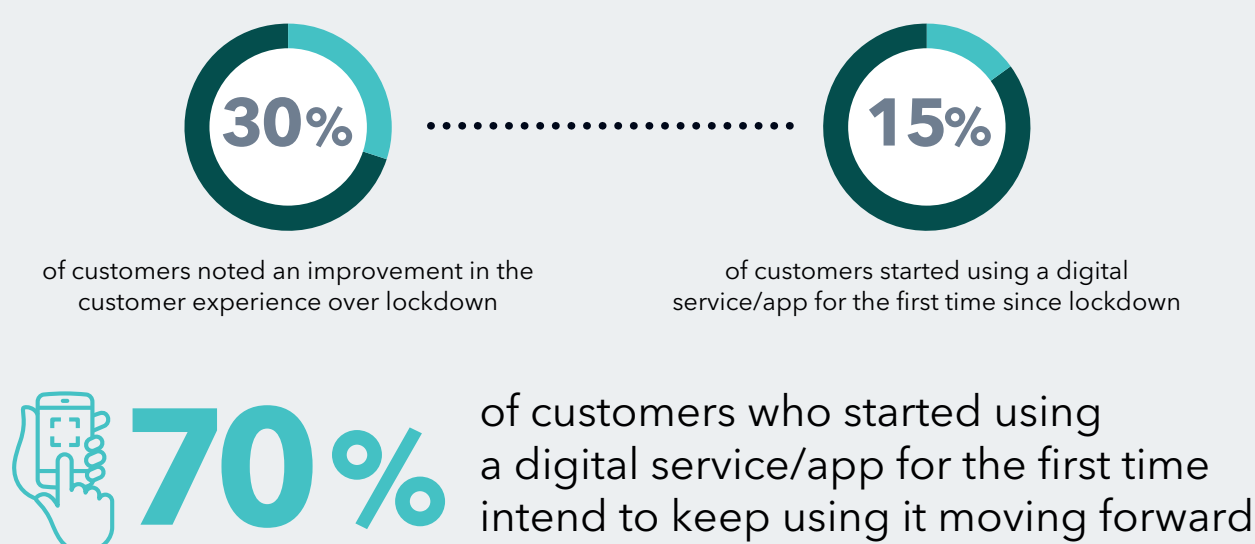 30%
of customers noted an improvement in the
customer experience over lockdown
15%
of customers started using a digital
service/app for the first time since lockdown
70%
of customers who started using
a digital service/app for the first time
intend to keep using it moving forward